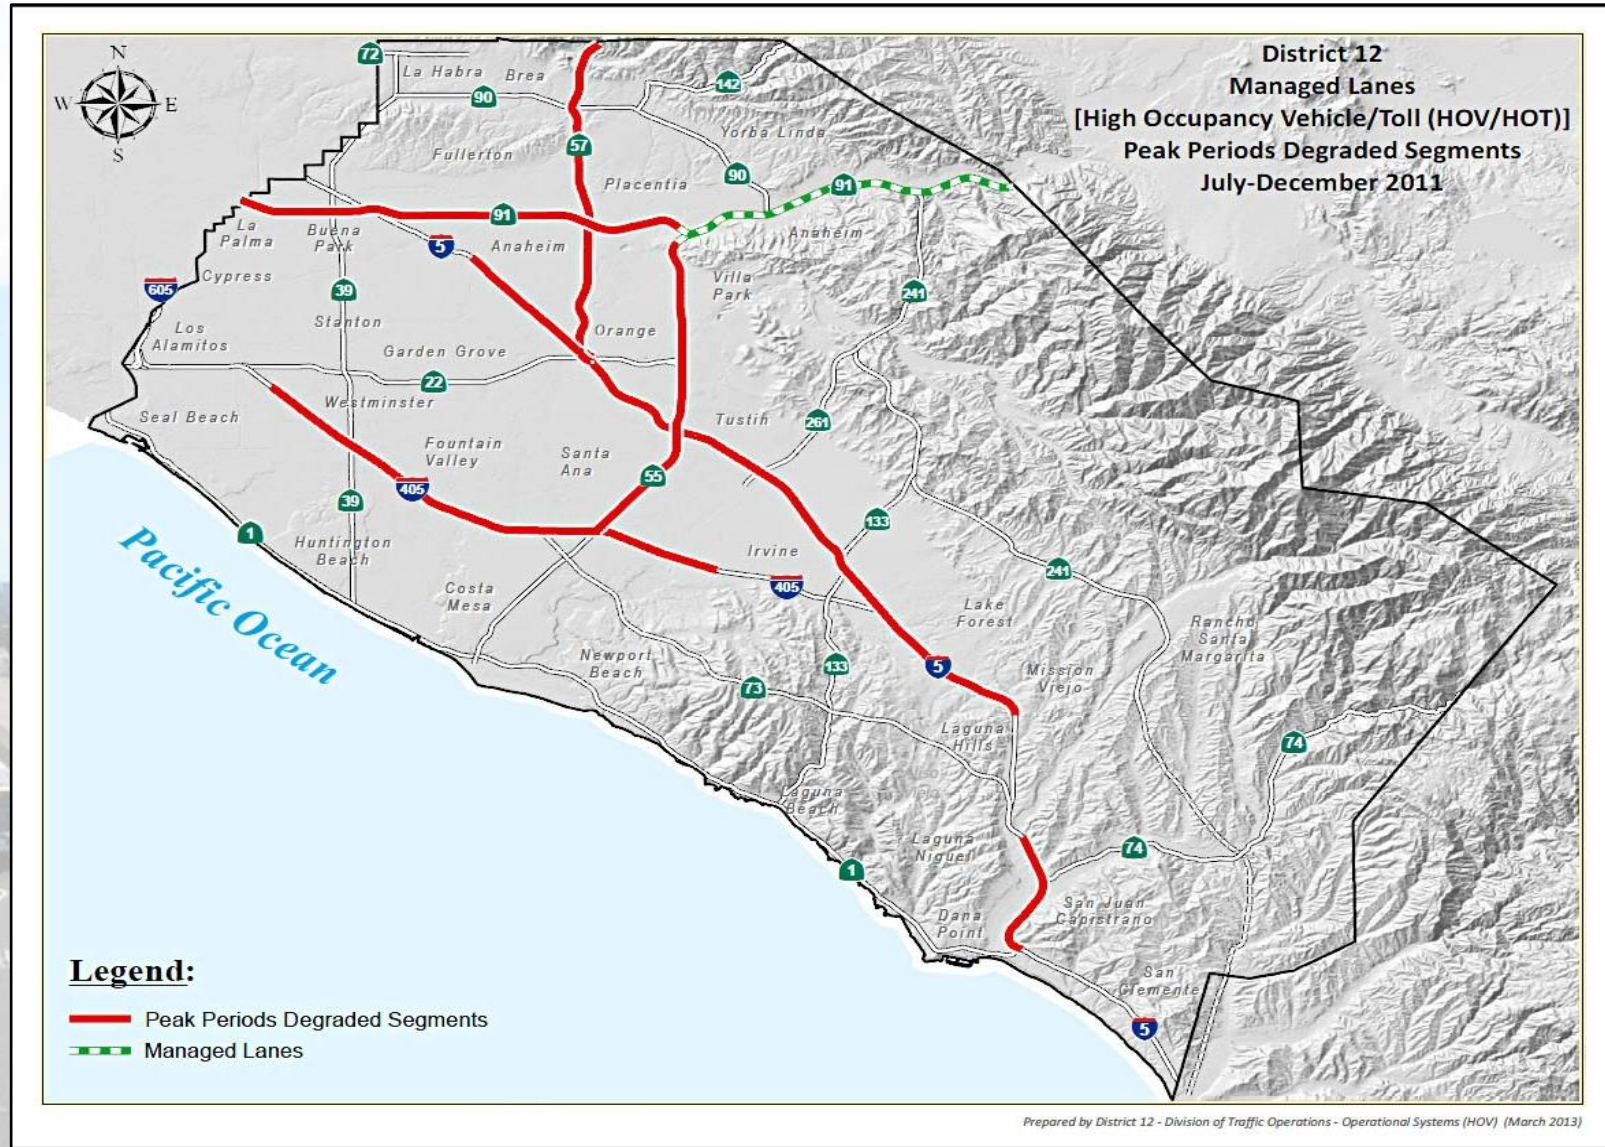 District 12
Managed Lanes
[High Occupancy Vehicle/Toll (HOV/HOT)]
Peak Periods Degraded Segments
July-December 2011
N
W
E
S
72
La Habra
Brea
142
90
57
Yorba Linda
Fullerton
90
Placentia
91
La
Palma
Buena
Park
91
5
Anaheim
Anaheim
Cypress
Villa
Park
605
39
241
Los
Alamitos
Stanton
Orange
Garden Grove
22
Westminster
Seal Beach
Tustin
261
Fountain
Valley
Santa
Ana
55
405
39
1
133
Huntington
Beach
Irvine
241
405
Pacific Ocean
Costa
Mesa
Lake
Forest
Rancho
Santa
Margarita
Newport
Beach
133
5
Mission
Viejo
73
Laguna
Hills
74
Laguna
Beach
Laguna
Niguel
74
1
Dana
Point
San Juan
Capistrano
San
Clemente
5
Legend:
Peak Periods Degraded Segments
Managed Lanes
Prepared by District 12 - Division of Traffic Operations - Operational Systems (HOV) (March 2013)